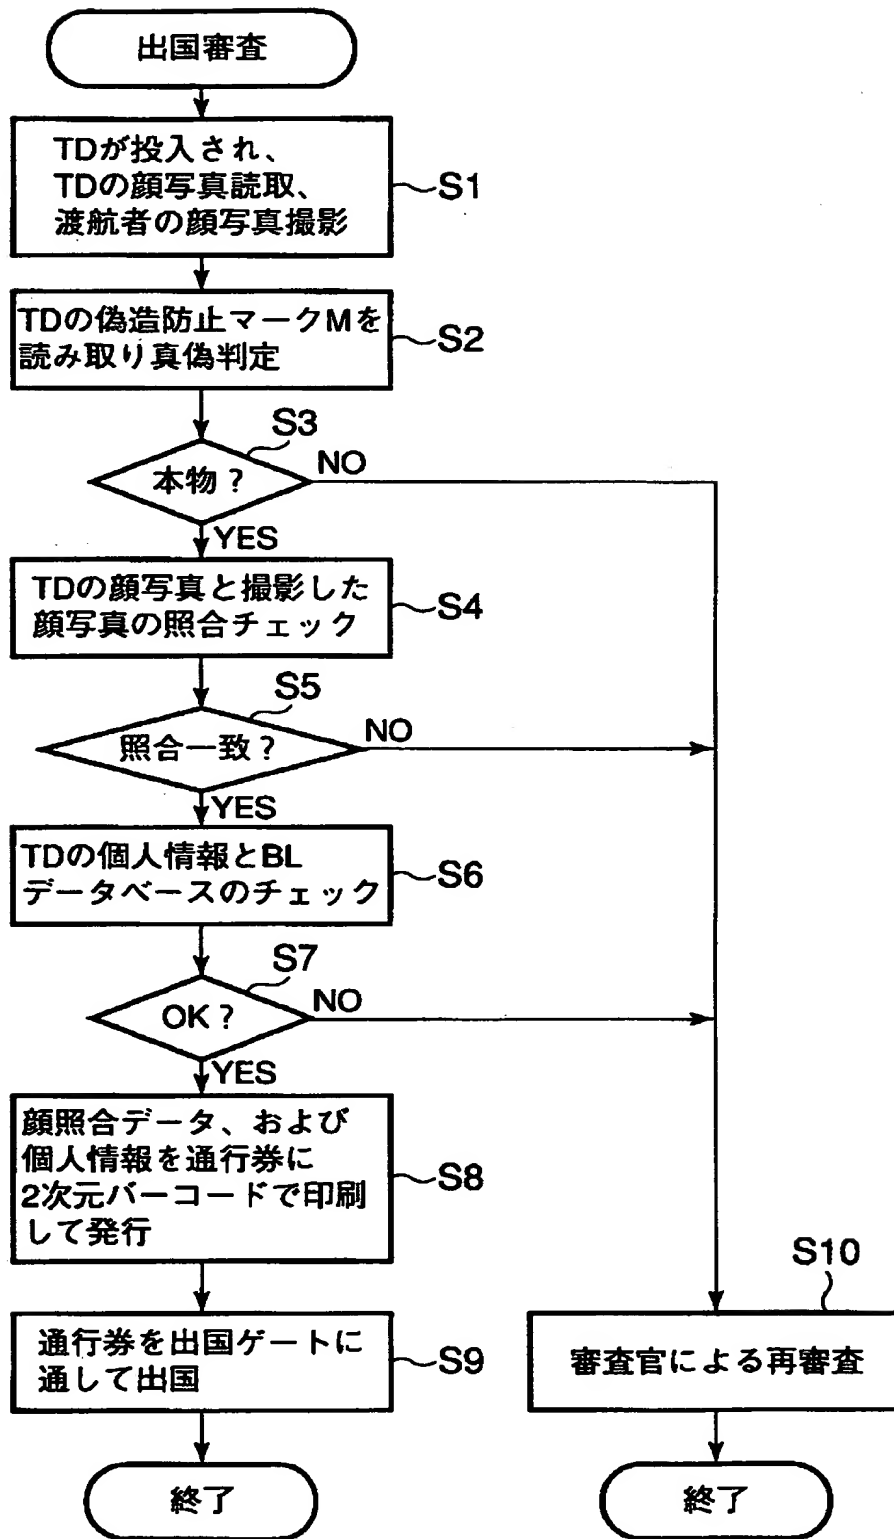 出国審査
TDが投入され、
TDの顔写真読取、
渡航者の顔写真撮影
S1
TDの偽造防止マークMを
読み取り真偽判定
S2
S3
本物？
NO
YES
TDの顔写真と撮影した
顔写真の照合チェック
S4
S5
照合一致？
NO
YES
TDの個人情報とBL
データベースのチェック
S6
S7
OK？
NO
YES
顔照合データ、および
個人情報を通行券に
2次元バーコードで印刷
して発行
S8
S10
通行券を出国ゲートに
通して出国
S9
審査官による再審査
終了
終了